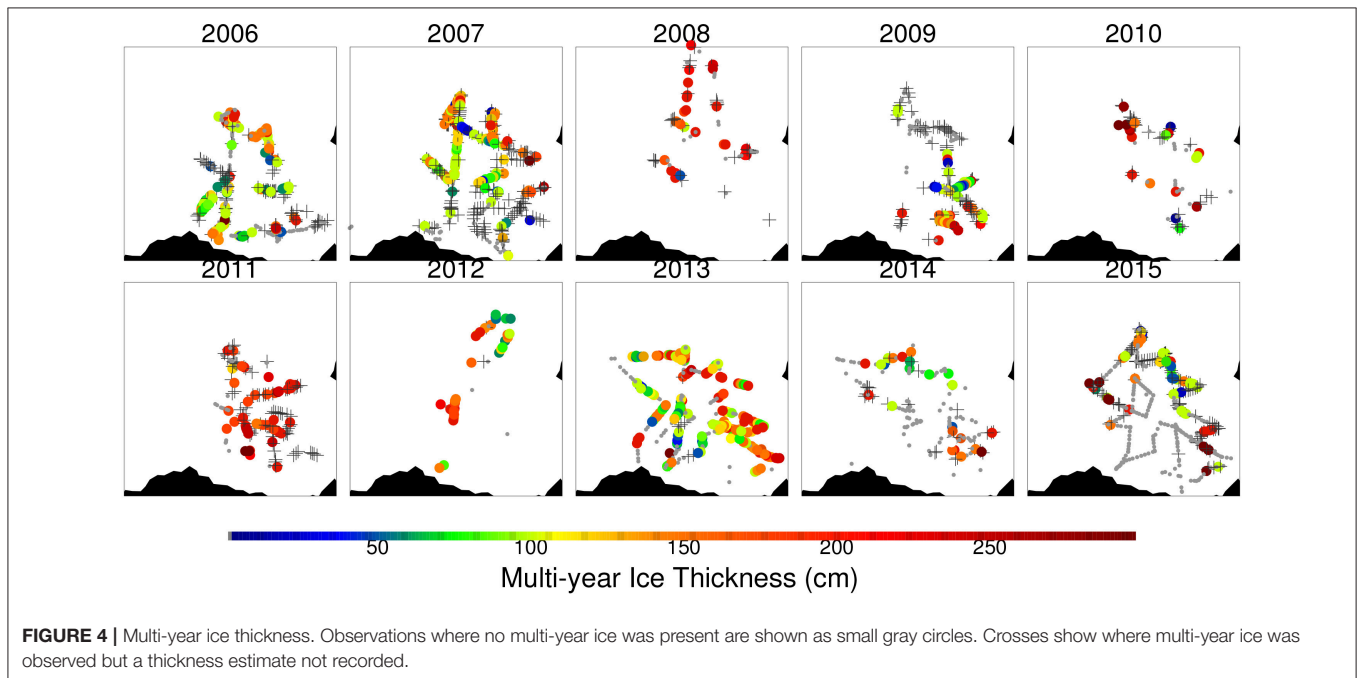 2006 2007 2008 2009 2010
2011 2012 2013 2014 2015
50 100 150 200 250
Multi-year Ice Thickness (cm)
FIGURE 4 | Multi-year ice thickness. Observations where no multi-year ice was present are shown as small gray circles. Crosses show where multi-year ice was
observed but a thickness estimate not recorded.